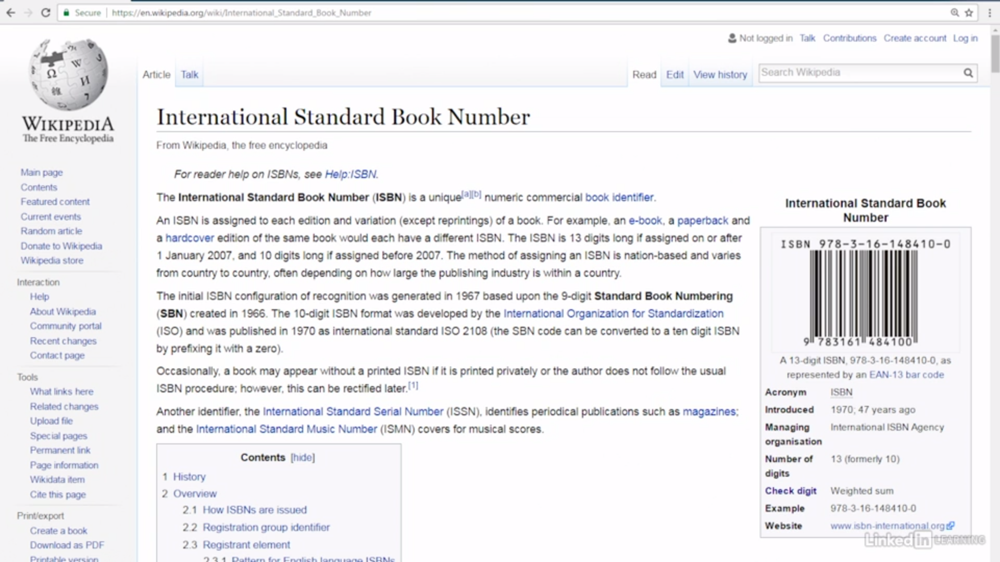 Secure
https://en.wikipedia.org/wiki/International_Standard_Book_Number
Not logged in Talk Contributions Create account Log in
Article Talk
Read Edit View history
Search Wikipedia
WIKIPEDIA
The Free Encyclopedia
Main page
Contents
Featured content
Current events
Random article
Donate to Wikipedia
Wikipedia store
Interaction
Help
About Wikipedia
Community portal
Recent changes
Contact page
Tools
What links here
Related changes
Upload file
Special pages
Permanent link
Page information
Wikidata item
Cite this page
Print/export
Create a book
Download as PDF
Printable version
International Standard Book Number
From Wikipedia, the free encyclopedia
For reader help on ISBNs, see Help:ISBN.
The International Standard Book Number (ISBN) is a unique[a][b] numeric commercial book identifier.
An ISBN is assigned to each edition and variation (except reprintings) of a book. For example, an e-book, a paperback and
a hardcover edition of the same book would each have a different ISBN. The ISBN is 13 digits long if assigned on or after
1 January 2007, and 10 digits long if assigned before 2007. The method of assigning an ISBN is nation-based and varies
from country to country, often depending on how large the publishing industry is within a country.
The initial ISBN configuration of recognition was generated in 1967 based upon the 9-digit Standard Book Numbering
(SBN) created in 1966. The 10-digit ISBN format was developed by the International Organization for Standardization
(ISO) and was published in 1970 as international standard ISO 2108 (the SBN code can be converted to a ten digit ISBN
by prefixing it with a zero).
Occasionally, a book may appear without a printed ISBN if it is printed privately or the author does not follow the usual
ISBN procedure; however, this can be rectified later.[1]
Another identifier, the International Standard Serial Number (ISSN), identifies periodical publications such as magazines;
and the International Standard Music Number (ISMN) covers for musical scores.
Contents [hide]
1 History
2 Overview
2.1 How ISBNs are issued
2.2 Registration group identifier
2.3 Registrant element
2.3.1 Pattern for English language ISBNs
International Standard Book
Number
ISBN 978-3-16-148410-0
9 783161 484100
A 13-digit ISBN, 978-3-16-148410-0, as
represented by an EAN-13 bar code
Acronym ISBN
Introduced 1970; 47 years ago
Managing International ISBN Agency
organisation
Number of 13 (formerly 10)
digits
Check digit Weighted sum
Example 978-3-16-148410-0
Website www.isbn-international.org
Linked in LEARNING